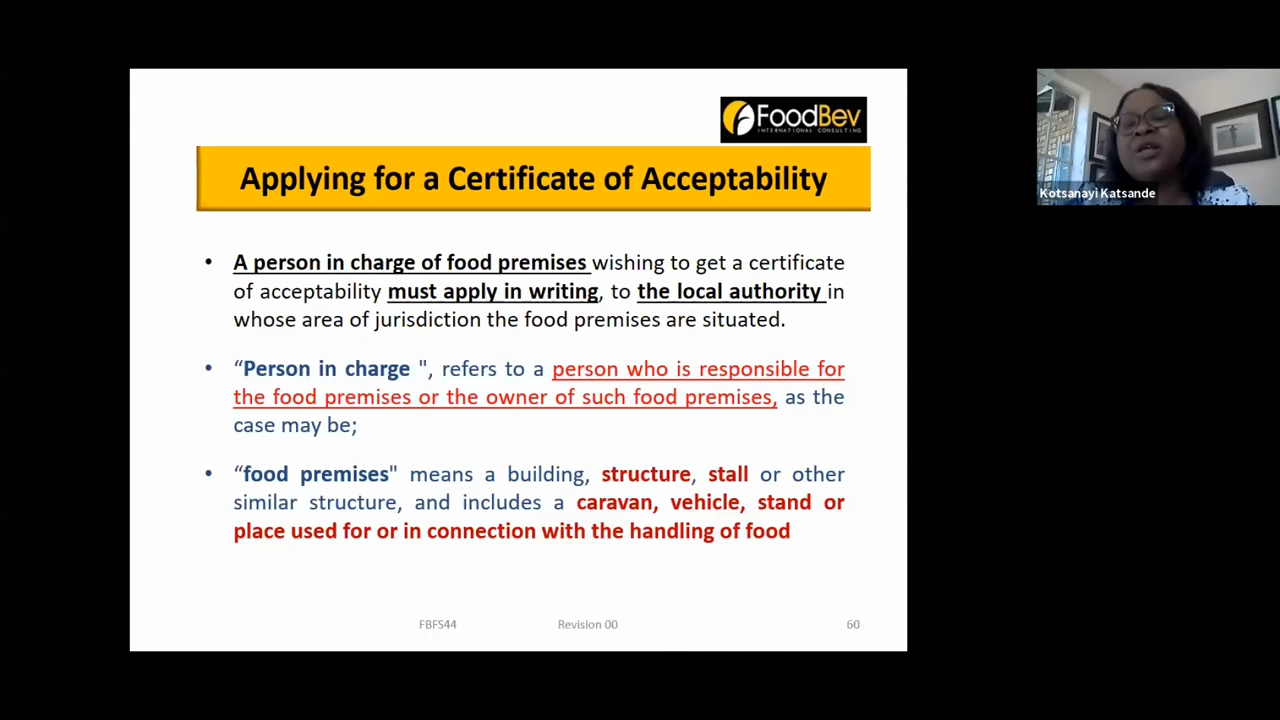 FoodBev
INTERNATIONAL CONSULTING
Applying for a Certificate of Acceptability
Kotsanayi Katsande
• A person in charge of food premises wishing to get a certificate
of acceptability must apply in writing, to the local authority in
whose area of jurisdiction the food premises are situated.
• “Person in charge ", refers to a person who is responsible for
the food premises or the owner of such food premises, as the
case may be;
• “food premises" means a building, structure, stall or other
similar structure, and includes a caravan, vehicle, stand or
place used for or in connection with the handling of food
FBFS44 Revision 00 60